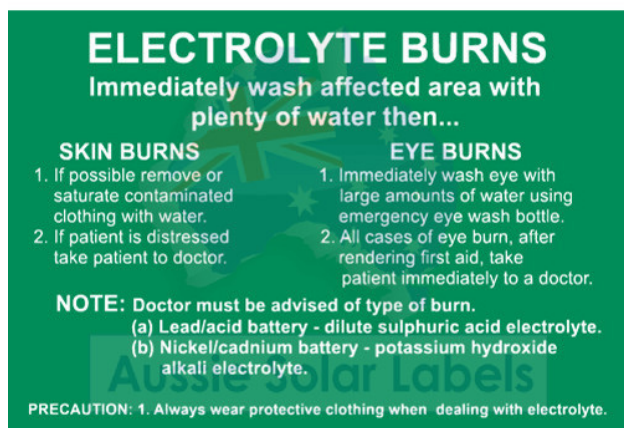 ELECTROLYTE BURNS
Immediately wash affected area with
plenty of water then...
SKIN BURNS
1. If possible remove or
saturate contaminated
clothing with water.
2. If patient is distressed
take patient to doctor.
EYE BURNS
1. Immediately wash eye with
large amounts of water using
emergency eye wash bottle.
2. All cases of eye burn, after
rendering first aid, take
patient immediately to a doctor.
NOTE: Doctor must be advised of type of burn.
(a) Lead/acid battery - dilute sulphuric acid electrolyte.
(b) Nickel/cadnium battery - potassium hydroxide
alkali electrolyte.
Aussie Solar Labels
PRECAUTION: 1. Always wear protective clothing when dealing with electrolyte.